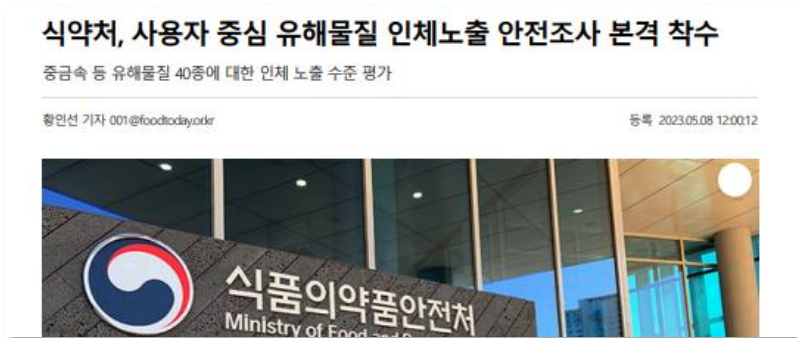 식약처, 사용자 중심 유해물질 인체노출 안전조사 본격 착수
중금속 등 유해물질 40종에 대한 인체 노출 수준 평가
황인선 기자 001@foodtoday.or.kr 등록 2023.05.08 12:00:12
식품의약품안전처
Ministry of Food and